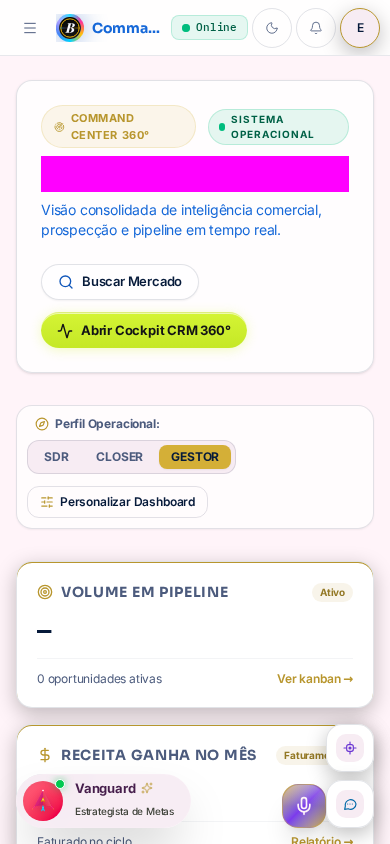 B Comma... Online E
COMMAND
CENTER 360°
SISTEMA
OPERACIONAL
Visão consolidada de inteligência comercial,
prospecção e pipeline em tempo real.
Buscar Mercado
Abrir Cockpit CRM 360°
Perfil Operacional:
SDR CLOSER GESTOR
Personalizar Dashboard
VOLUME EM PIPELINE Ativo
—
0 oportunidades ativas Ver kanban →
RECEITA GANHA NO MÊS
Vanguard
Estrategista de Metas
Faturado no ciclo Relatório →